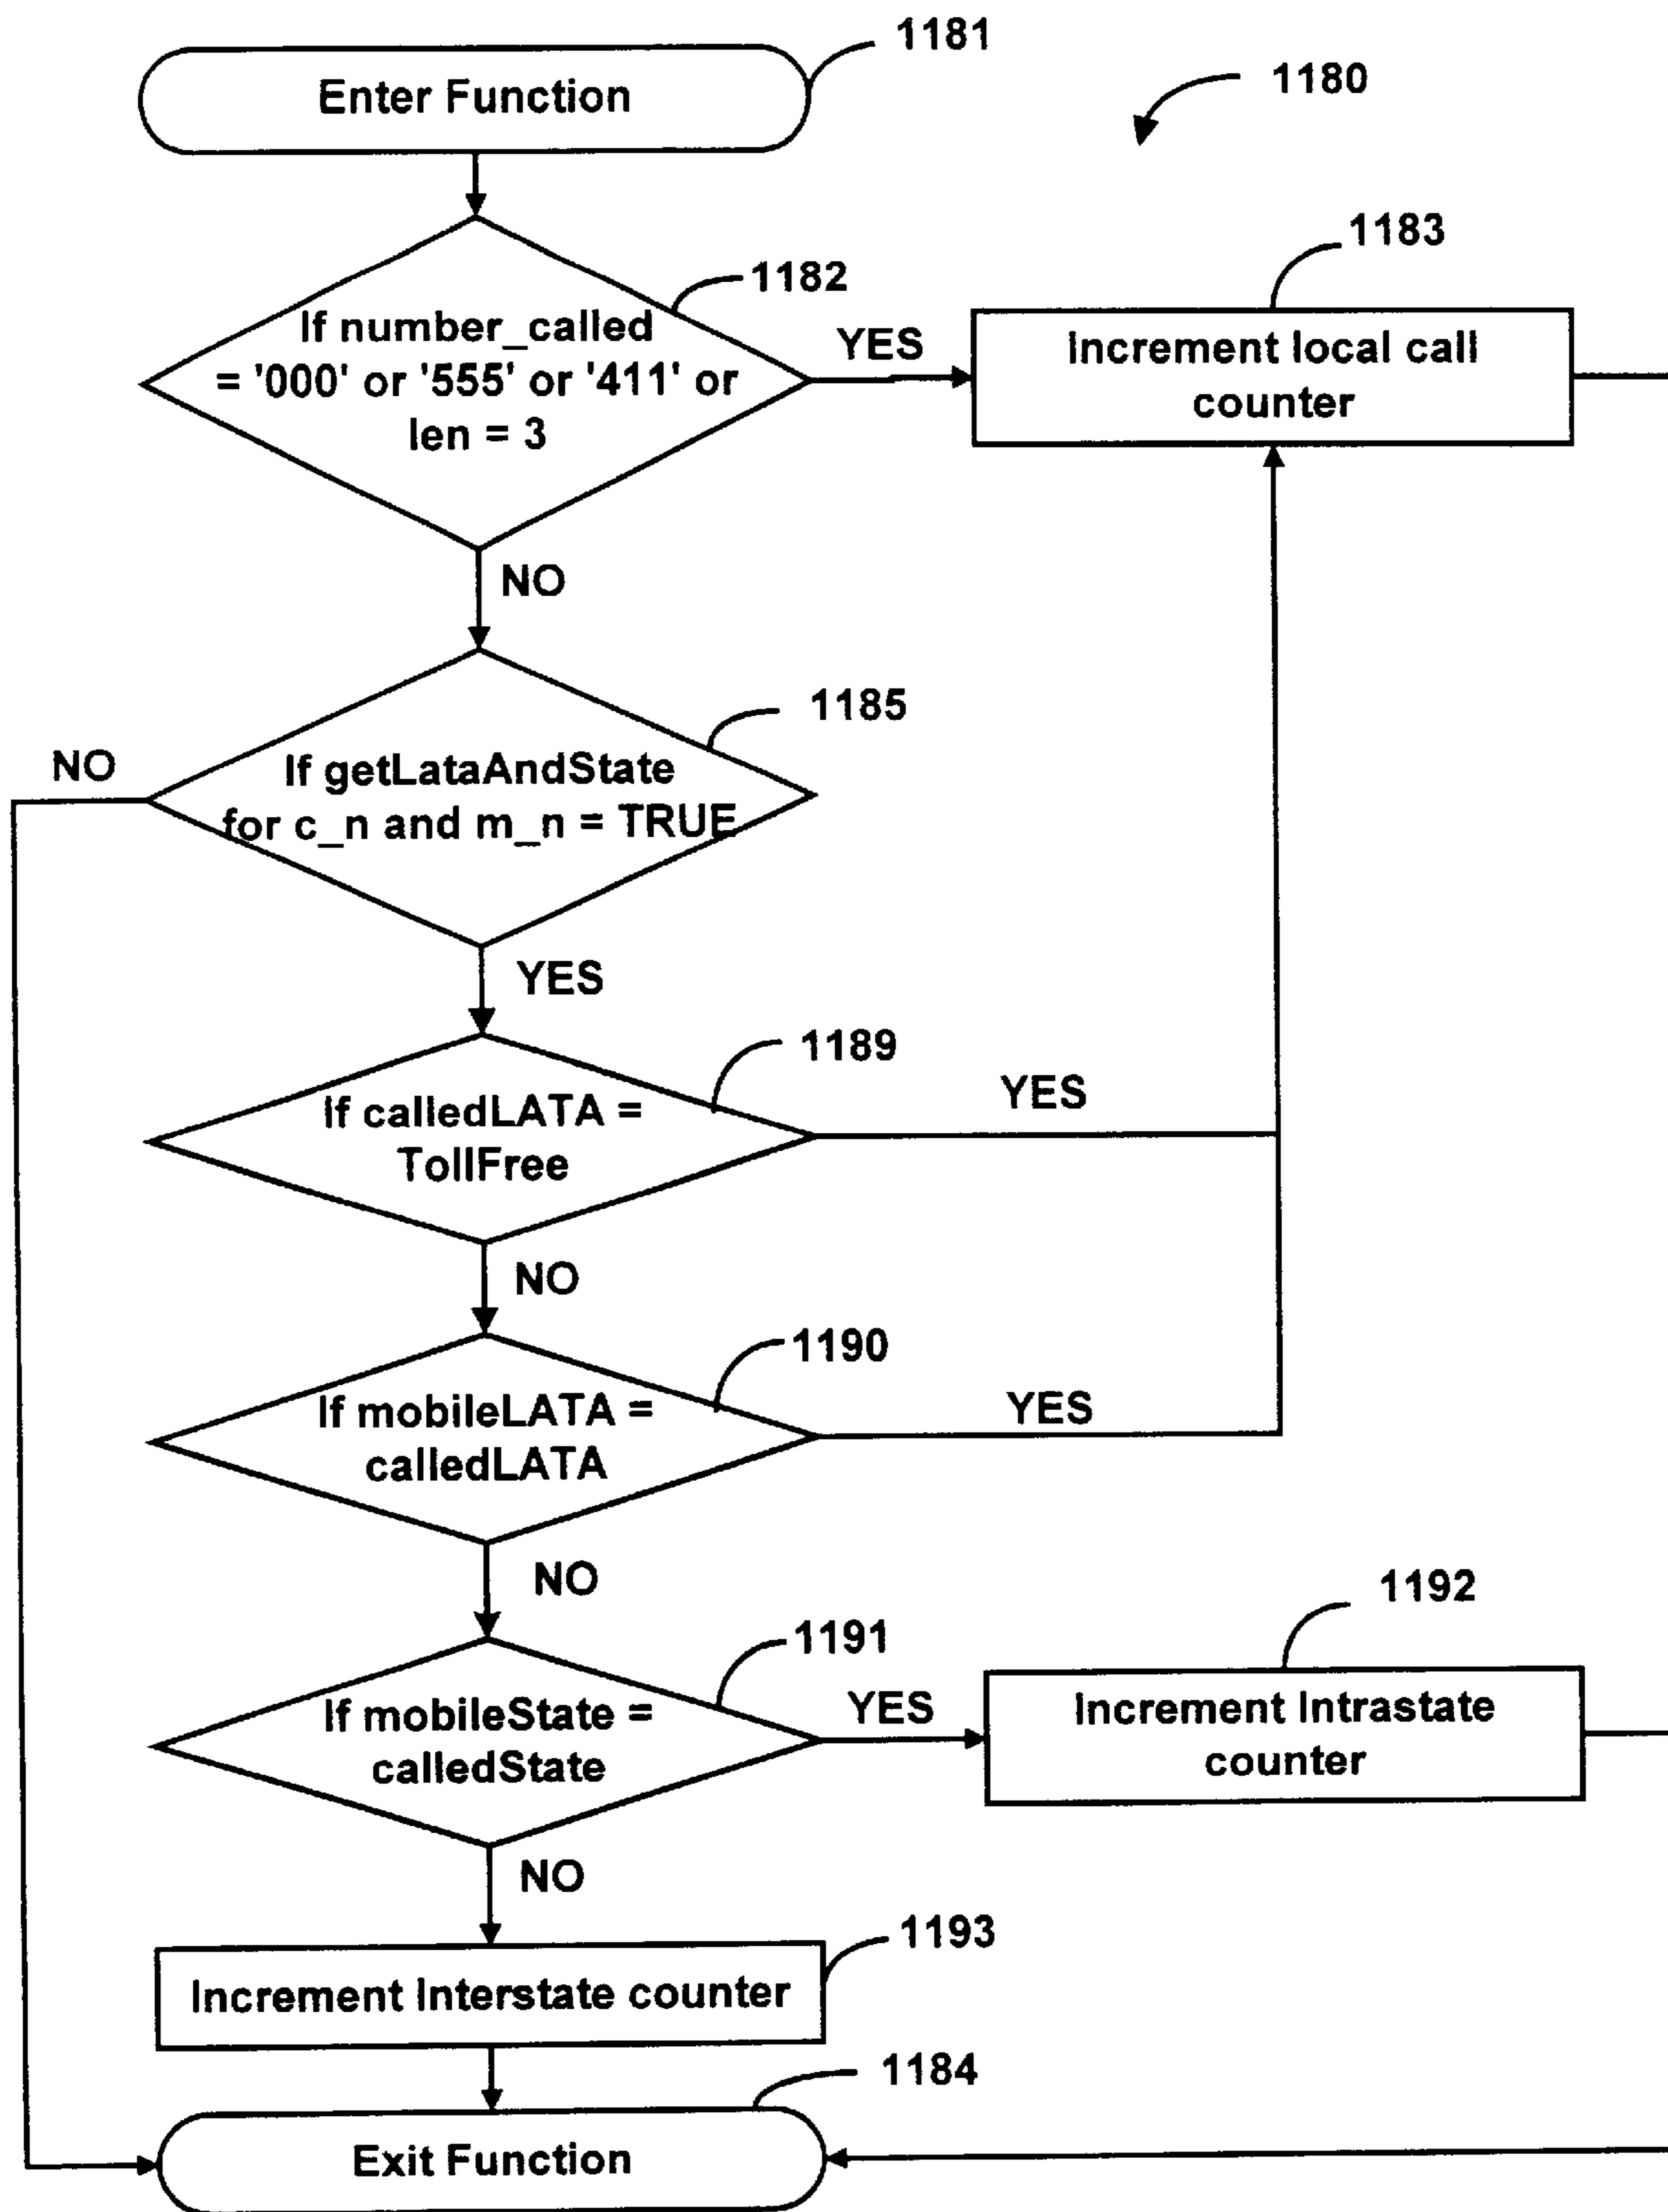 1181
Enter Function
1180
1183
1182
If number_called
= '000' or '555' or '411' or
len = 3
YES
Increment local call
counter
NO
1185
NO
If getLataAndState
for c_n and m_n = TRUE
YES
1189
If calledLATA =
TollFree
YES
NO
1190
If mobileLATA =
calledLATA
YES
NO
1192
1191
If mobileState =
calledState
YES
Increment Intrastate
counter
NO
1193
Increment Interstate counter
1184
Exit Function